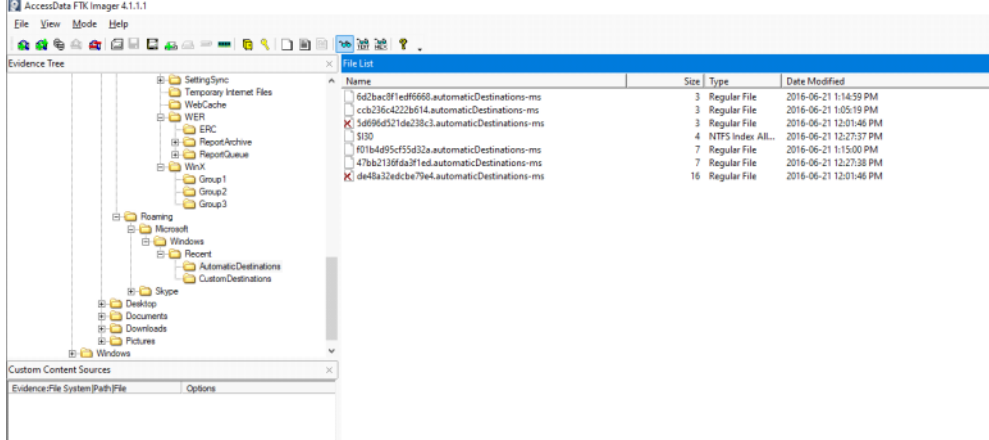 AccessData FTK Imager 4.1.1.1
File View Mode Help
Evidence Tree
SettingSync
Temporary Internet Files
WebCache
WER
ERC
ReportArchive
ReportQueue
WinX
Group1
Group2
Group3
Roaming
Microsoft
Windows
Recent
AutomaticDestinations
CustomDestinations
Skype
Desktop
Documents
Downloads
Pictures
Windows
Custom Content Sources
Evidence:File System|Path|File Options
File List
Name Size Type Date Modified
6d2bac8f1edf6668.automaticDestinations-ms 3 Regular File 2016-06-21 1:14:59 PM
ccb236c4222b614.automaticDestinations-ms 3 Regular File 2016-06-21 1:05:19 PM
5d696d521de238c3.automaticDestinations-ms 3 Regular File 2016-06-21 12:01:46 PM
$I30 4 NTFS Index All... 2016-06-21 12:27:37 PM
f01b4d95cf55d32a.automaticDestinations-ms 7 Regular File 2016-06-21 1:15:00 PM
47bb2136fda3f1ed.automaticDestinations-ms 7 Regular File 2016-06-21 12:27:38 PM
de48a32edcbe79e4.automaticDestinations-ms 16 Regular File 2016-06-21 12:01:46 PM